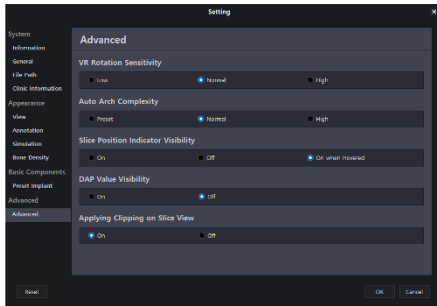 Setting
×
System
Information
General
File Path
Clinic Information
Appearance
View
Annotation
Simulation
Bone Density
Basic Components
Preset Implant
Advanced
Advanced
Advanced
VR Rotation Sensitivity
Low Normal High
Auto Arch Complexity
Preset Normal High
Slice Position Indicator Visibility
On Off On when Hovered
DAP Value Visibility
On Off
Applying Clipping on Slice View
On Off
Reset OK Cancel